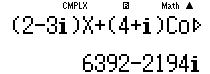 CMPLX R Math ▲
(2-3i)X+(4+i)Co▷
6392-2194i